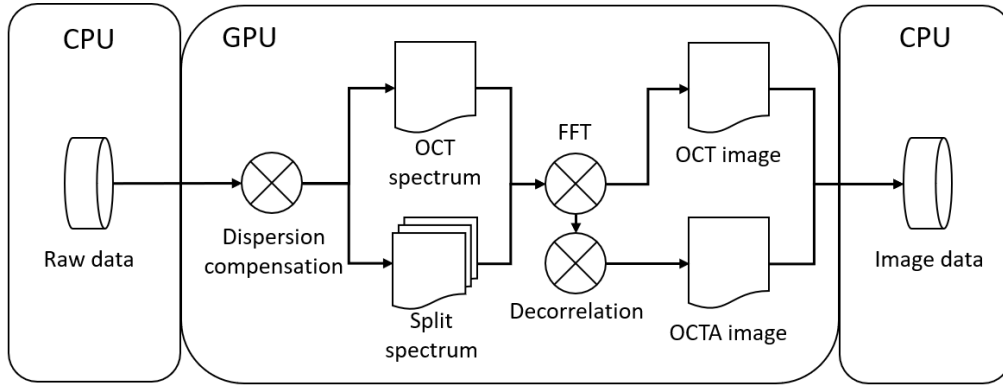 CPU
GPU
CPU
FFT
OCT
spectrum
OCT image
Raw data
Dispersion
compensation
Split
spectrum
Decorrelation
OCTA image
Image data